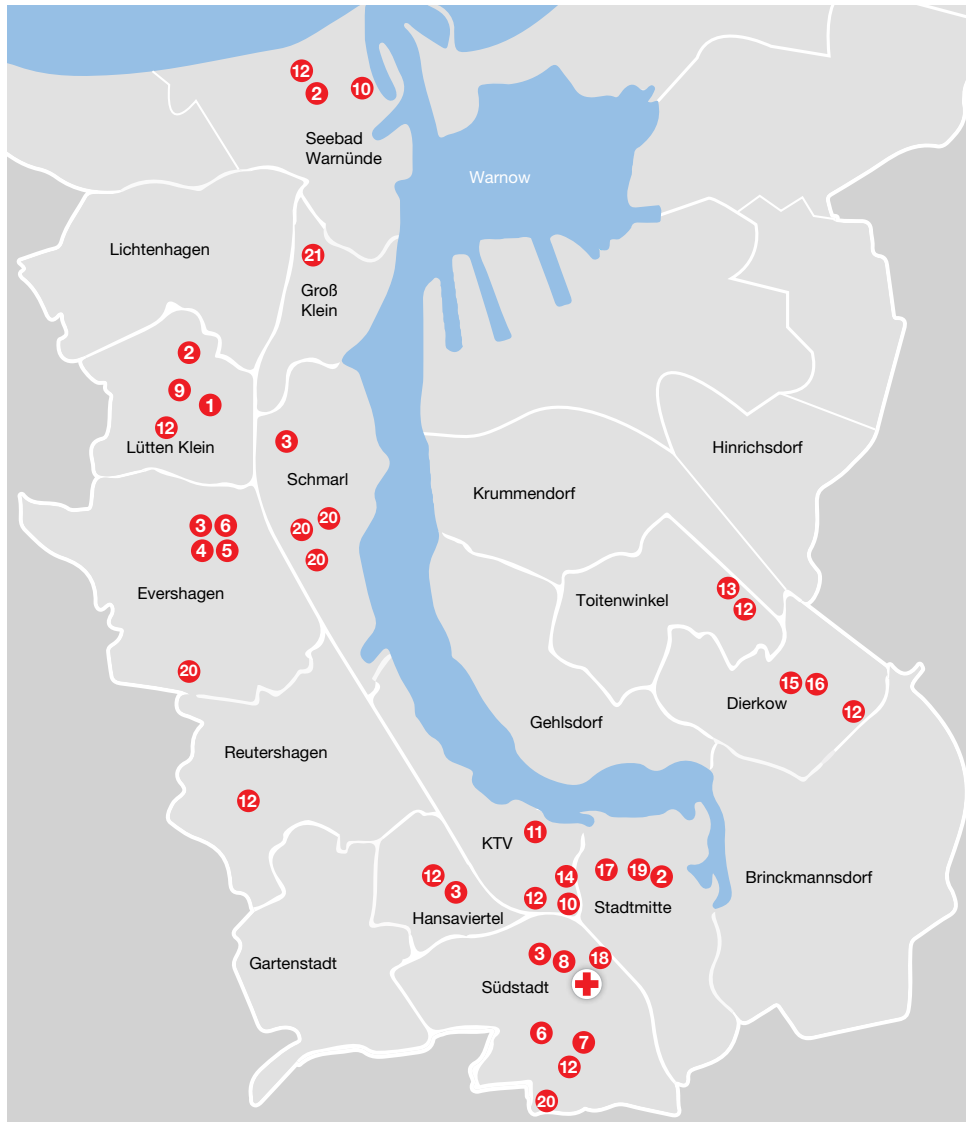 12
2
10
Seebad
Warnünde
Warnow
Lichtenhagen
21
Groß
Klein
2
9
1
12
Lütten Klein
3
Schmarl
Hinrichsdorf
Krummendorf
3 6
4 5
20
20
20
Evershagen
Toitenwinkel
13
12
20
15 16
12
Dierkow
Gehlsdorf
Reutershagen
12
KTV
11
12
3
Hansaviertel
14
12
10
17
19
2
Stadtmitte
Brinckmannsdorf
Gartenstadt
3
8
18
Südstadt
6
7
12
20